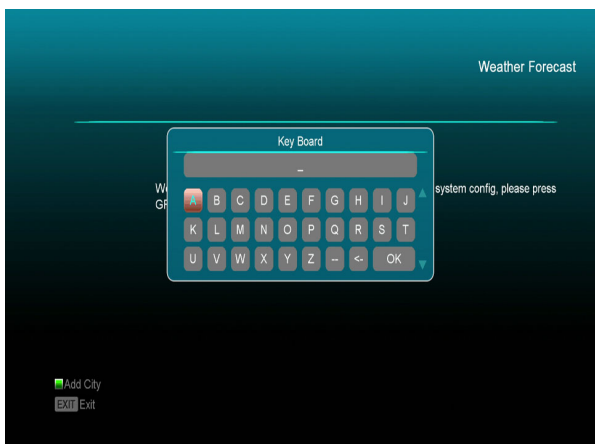 Weather Forecast
Key Board
_
We system config, please press
A B C D E F G H I J
GR
K L M N O P Q R S T
U V W X Y Z -- <- OK
Add City
EXIT Exit